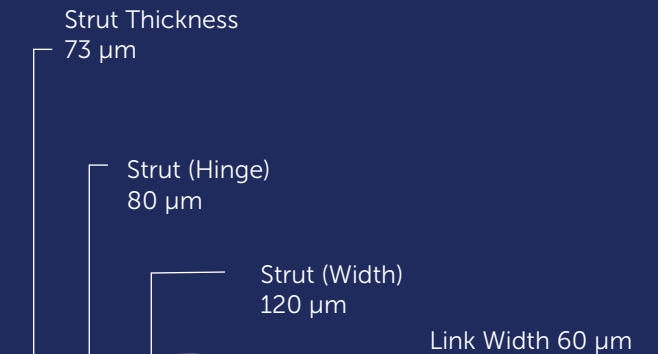 Strut Thickness
73 µm
Strut (Hinge)
80 µm
Strut (Width)
120 µm
Link Width 60 µm